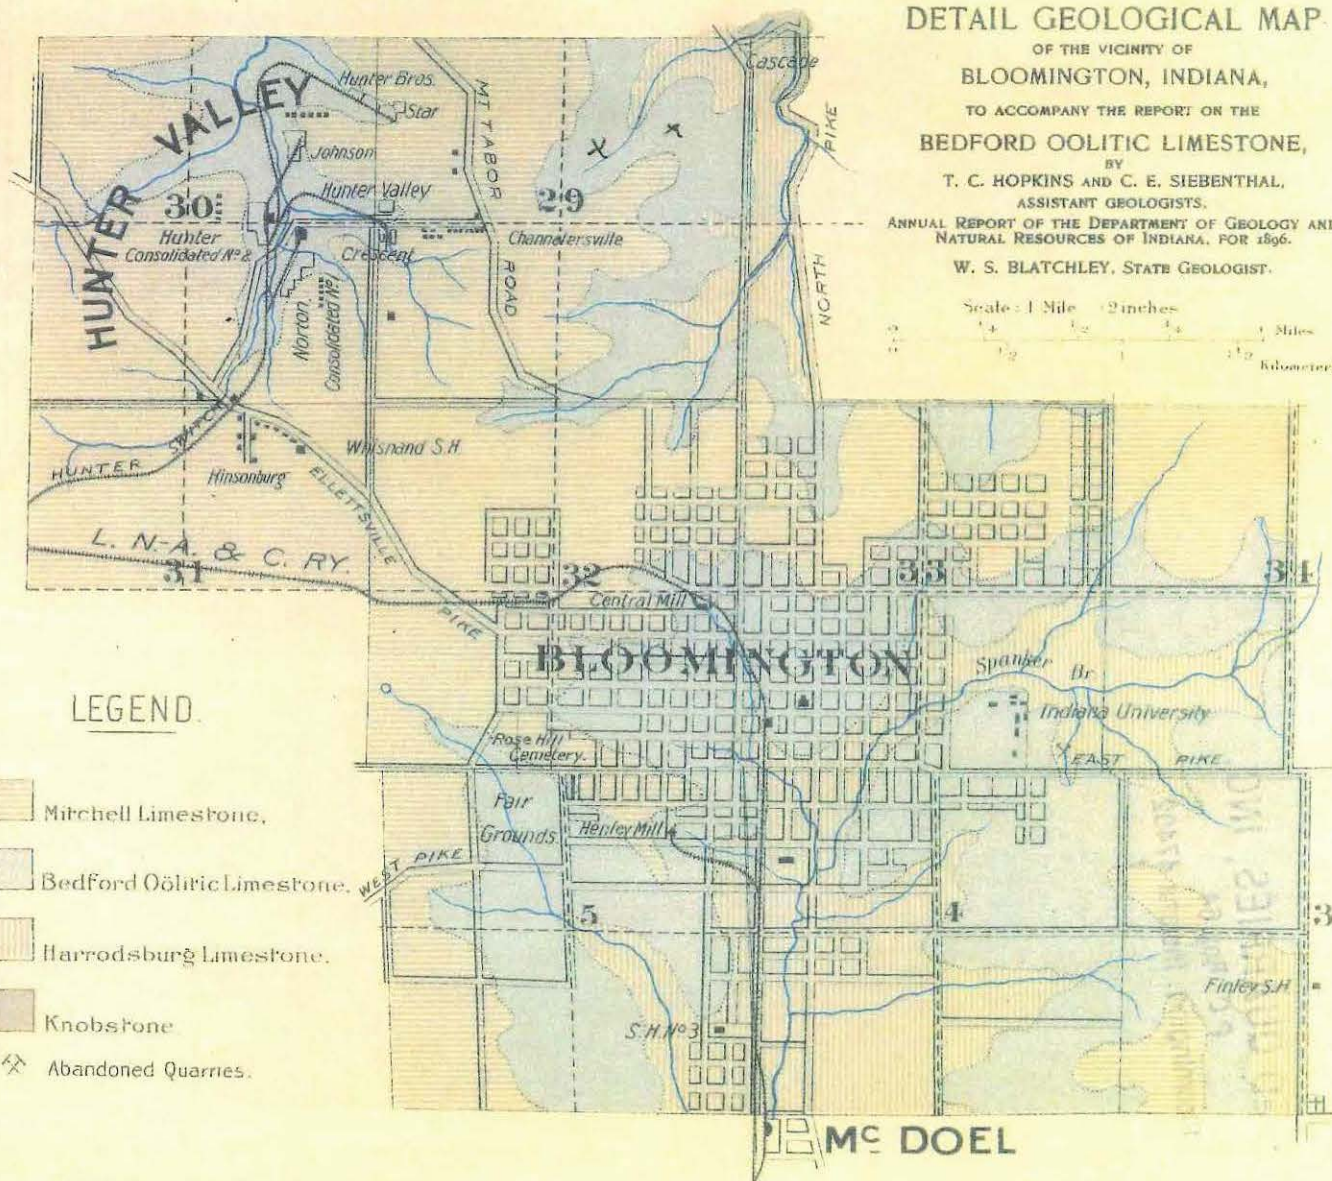 DETAIL GEOLOGICAL MAP
OF THE VICINITY OF
BLOOMINGTON, INDIANA,
TO ACCOMPANY THE REPORT ON THE
BEDFORD OOLITIC LIMESTONE,
BY
T. C. HOPKINS AND C. E. SIEBENTHAL,
ASSISTANT GEOLOGISTS.
ANNUAL REPORT OF THE DEPARTMENT OF GEOLOGY AND
NATURAL RESOURCES OF INDIANA, FOR 1896.
W. S. BLATCHLEY, STATE GEOLOGIST.
Scale: 1 Mile 2 inches
Miles
Kilometer
Cascade
NORTH PIKE
HUNTER VALLEY
Hunter Bros.
Star
Johnson
Hunter Valley
MT TABOR ROAD
30
29
Hunter
Consolidated No 2
Crescent
Channelersville
Norton
Consolidated No 1
HUNTER SWITCH
Hinsonburg
Whisnand S.H.
ELLETTSVILLE PIKE
L. N-A. & C. RY.
31
32
33
34
Central Mill
BLOOMINGTON
Spanker Br
Indiana University
EAST PIKE
Rose Hill
Cemetery.
Fair
Grounds
Henley Mill
WEST PIKE
5
4
3
Finley S.H.
S.H. No 3
Mc DOEL
LEGEND.
Mitchell Limestone,
Bedford Oölitic Limestone.
Harrodsburg Limestone.
Knobstone
Abandoned Quarries.